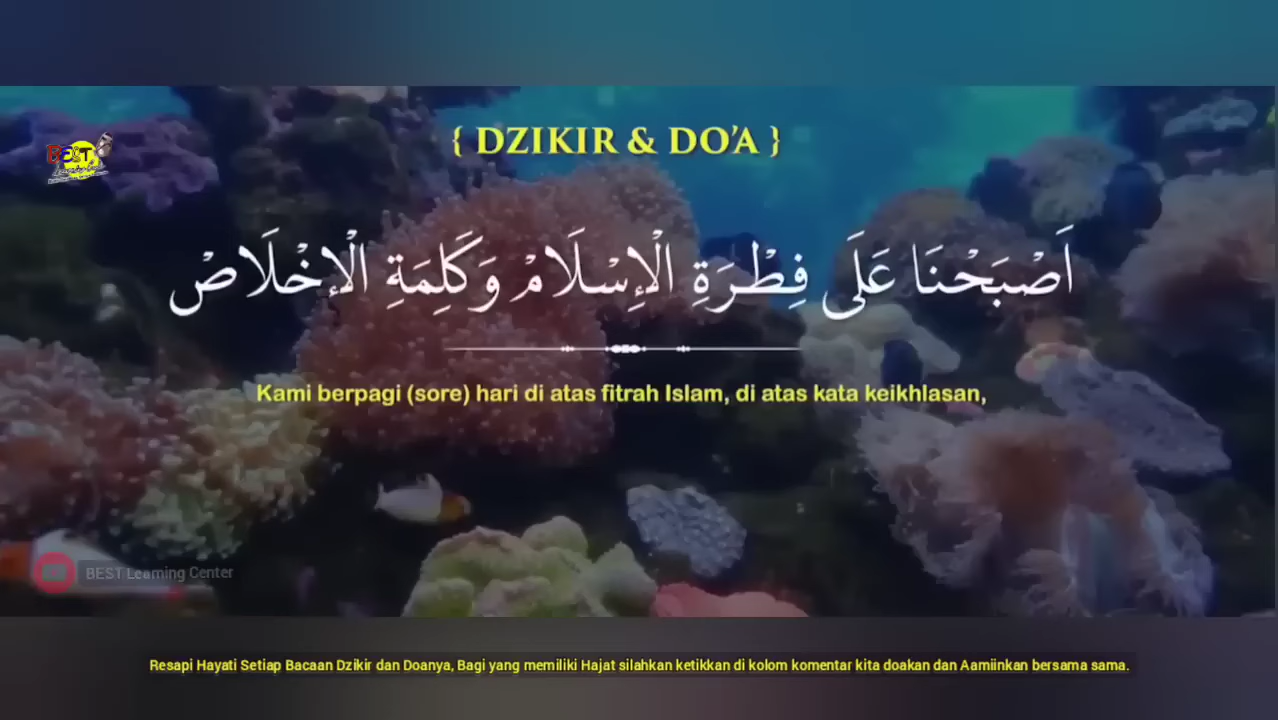 { DZIKIR & DO'A }
BEST
اَصْبَحْنَا عَلَى فِطْرَةِ الْاِسْلَامْ وَكَلِمَةِ الْاِخْلَاصْ
Kami berpagi (sore) hari di atas fitrah Islam, di atas kata keikhlasan,
BEST Learning Center
Resapi Hayati Setiap Bacaan Dzikir dan Doanya, Bagi yang memiliki Hajat silahkan ketikkan di kolom komentar kita doakan dan Aamiinkan bersama sama.